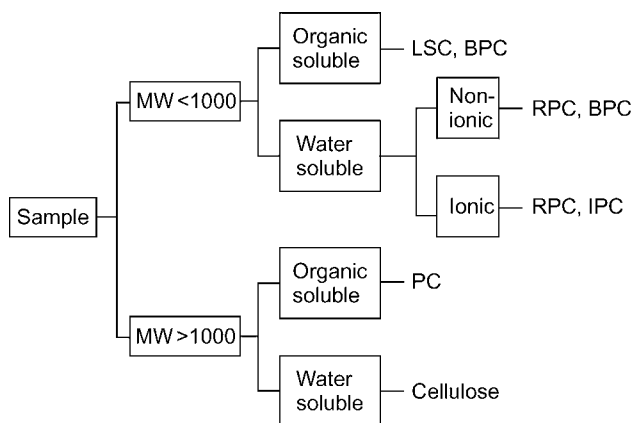 Organic
soluble
LSC, BPC
MW <1000
Non-
ionic
RPC, BPC
Water
soluble
Ionic
RPC, IPC
Sample
Organic
soluble
PC
MW >1000
Water
soluble
Cellulose